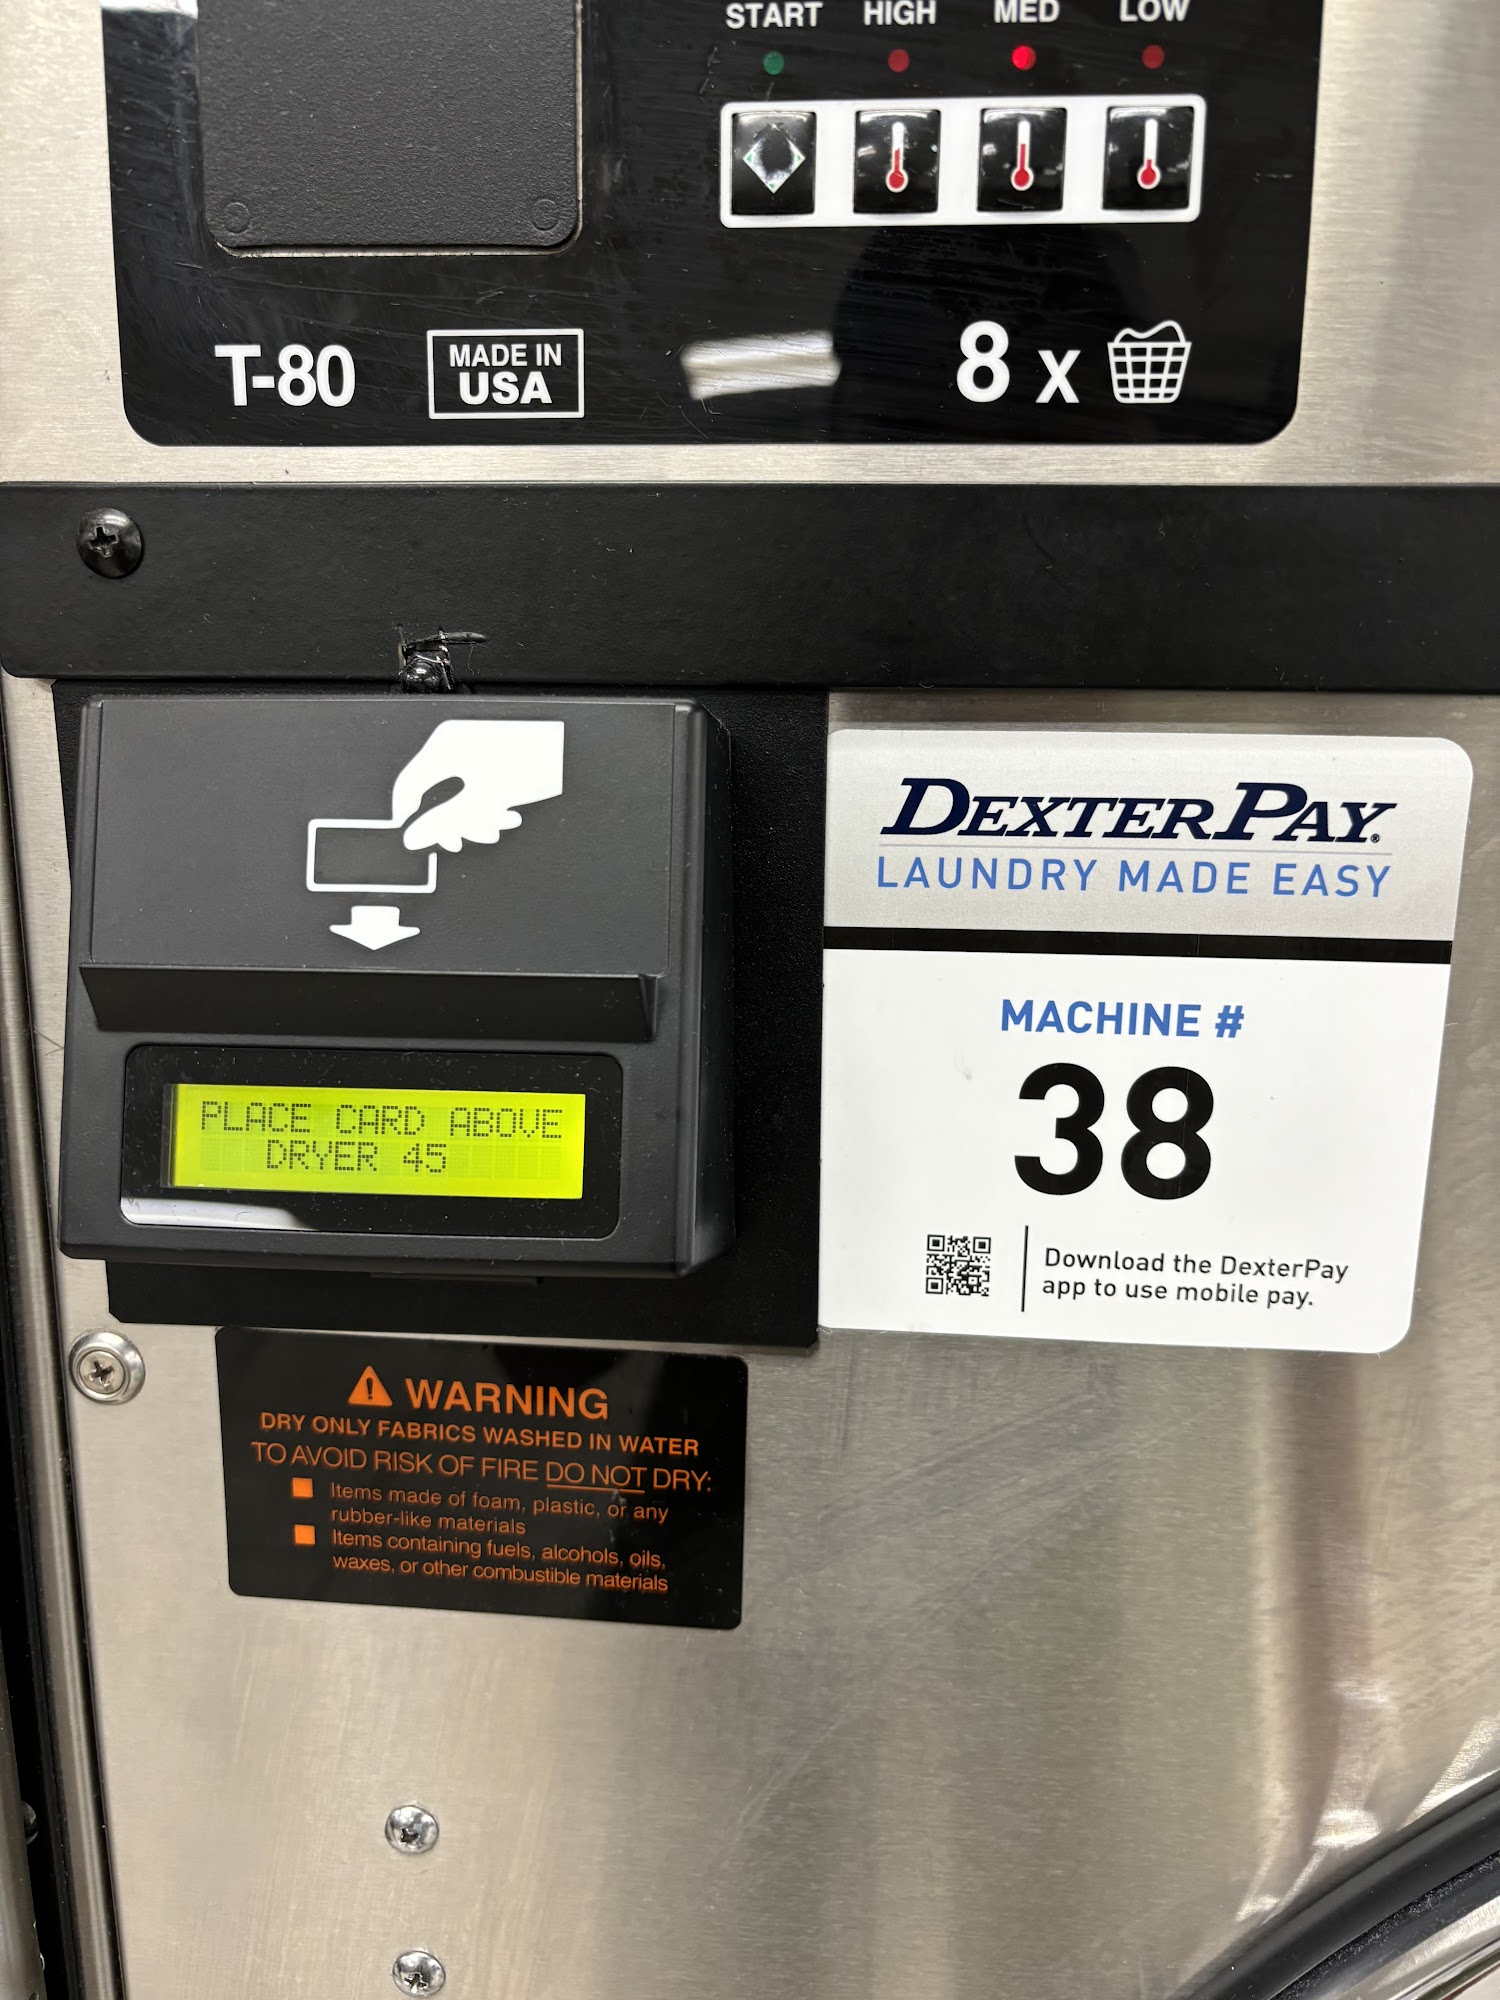 START HIGH MED LOW
T-80
MADE IN
USA
8 x
PLACE CARD ABOVE
DRYER 45
DEXTERPAY®
LAUNDRY MADE EASY
MACHINE #
38
Download the DexterPay
app to use mobile pay.
WARNING
DRY ONLY FABRICS WASHED IN WATER
TO AVOID RISK OF FIRE DO NOT DRY:
Items made of foam, plastic, or any
rubber-like materials
Items containing fuels, alcohols, oils,
waxes, or other combustible materials